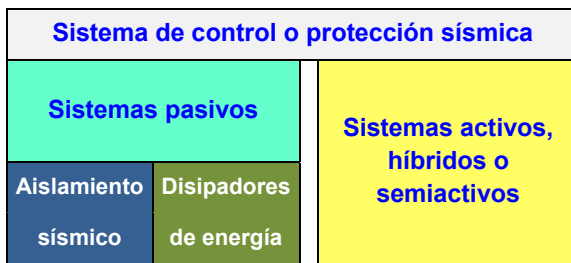 Sistema de control o protección sísmica
Sistemas pasivos
Aislamiento
sísmico
Disipadores
de energía
Sistemas activos,
híbridos o
semiactivos